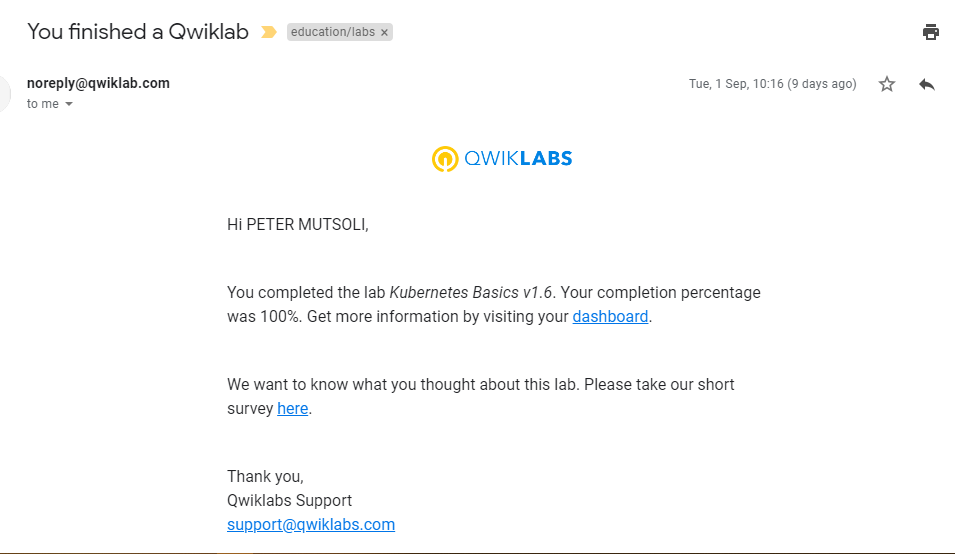 You finished a Qwiklab education/labs ×
noreply@qwiklab.com Tue, 1 Sep, 10:16 (9 days ago)
to me
QWIKLABS
Hi PETER MUTSOLI,
You completed the lab Kubernetes Basics v1.6. Your completion percentage
was 100%. Get more information by visiting your dashboard.
We want to know what you thought about this lab. Please take our short
survey here.
Thank you,
Qwiklabs Support
support@qwiklabs.com